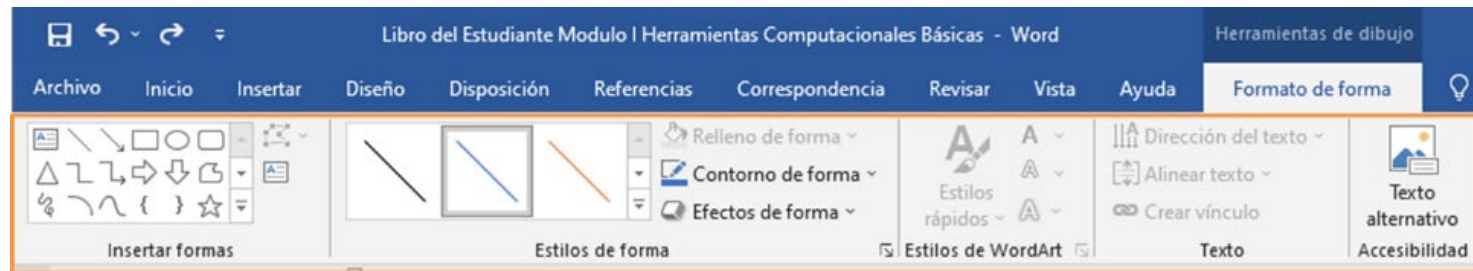 Libro del Estudiante Modulo I Herramientas Computacionales Básicas - Word
Herramientas de dibujo
Archivo Inicio Insertar Diseño Disposición Referencias Correspondencia Revisar Vista Ayuda Formato de forma
Relleno de forma
Contorno de forma
Efectos de forma
Estilos
rápidos
Dirección del texto
Alinear texto
Crear vínculo
Texto
alternativo
Insertar formas
Estilos de forma
Estilos de WordArt
Texto
Accesibilidad